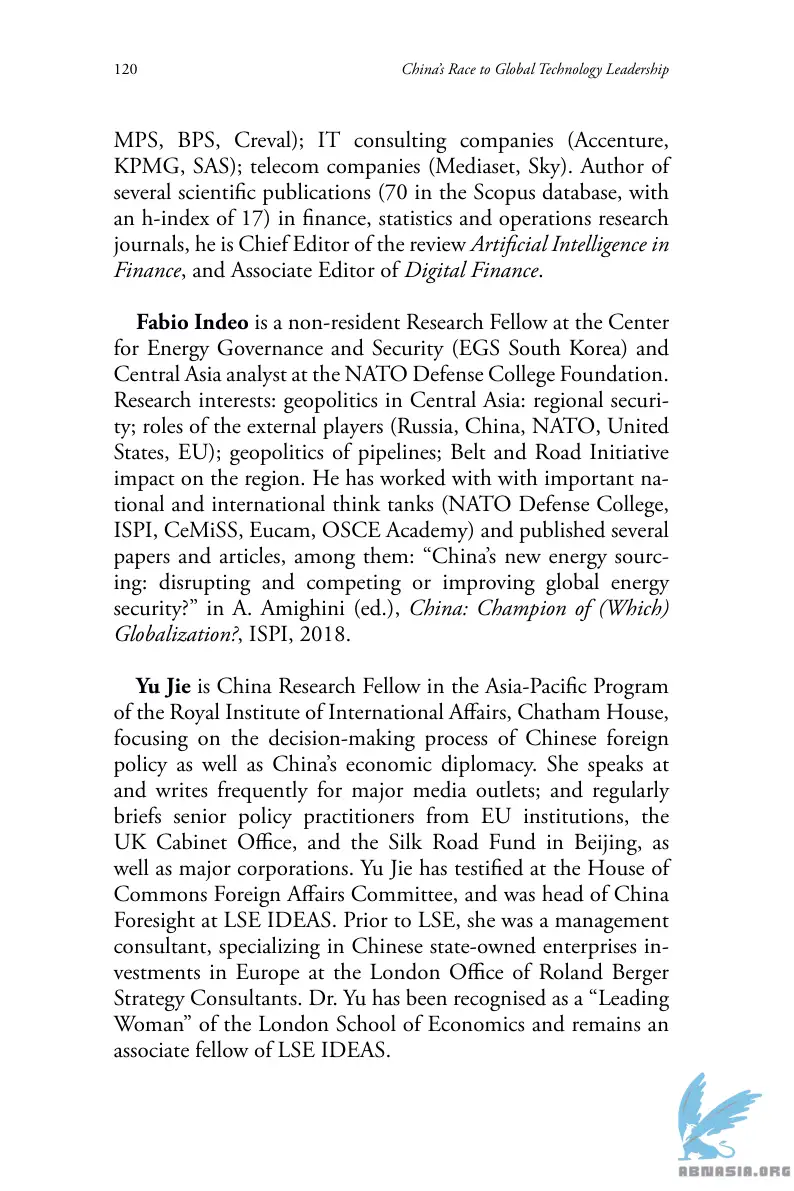 120
China’s Race to Global Technology Leadership
MPS, BPS, Creval); IT consulting companies (Accenture,
KPMG, SAS); telecom companies (Mediaset, Sky). Author of
several scientific publications (70 in the Scopus database, with
an h-index of 17) in finance, statistics and operations research
journals, he is Chief Editor of the review Artificial Intelligence in
Finance, and Associate Editor of Digital Finance.
Fabio Indeo is a non-resident Research Fellow at the Center
for Energy Governance and Security (EGS South Korea) and
Central Asia analyst at the NATO Defense College Foundation.
Research interests: geopolitics in Central Asia: regional securi-
ty; roles of the external players (Russia, China, NATO, United
States, EU); geopolitics of pipelines; Belt and Road Initiative
impact on the region. He has worked with with important na-
tional and international think tanks (NATO Defense College,
ISPI, CeMiSS, Eucam, OSCE Academy) and published several
papers and articles, among them: “China’s new energy sourc-
ing: disrupting and competing or improving global energy
security?” in A. Amighini (ed.), China: Champion of (Which)
Globalization?, ISPI, 2018.
Yu Jie is China Research Fellow in the Asia-Pacific Program
of the Royal Institute of International Affairs, Chatham House,
focusing on the decision-making process of Chinese foreign
policy as well as China’s economic diplomacy. She speaks at
and writes frequently for major media outlets; and regularly
briefs senior policy practitioners from EU institutions, the
UK Cabinet Office, and the Silk Road Fund in Beijing, as
well as major corporations. Yu Jie has testified at the House of
Commons Foreign Affairs Committee, and was head of China
Foresight at LSE IDEAS. Prior to LSE, she was a management
consultant, specializing in Chinese state-owned enterprises in-
vestments in Europe at the London Office of Roland Berger
Strategy Consultants. Dr. Yu has been recognised as a “Leading
Woman” of the London School of Economics and remains an
associate fellow of LSE IDEAS.
ABNASIA.ORG